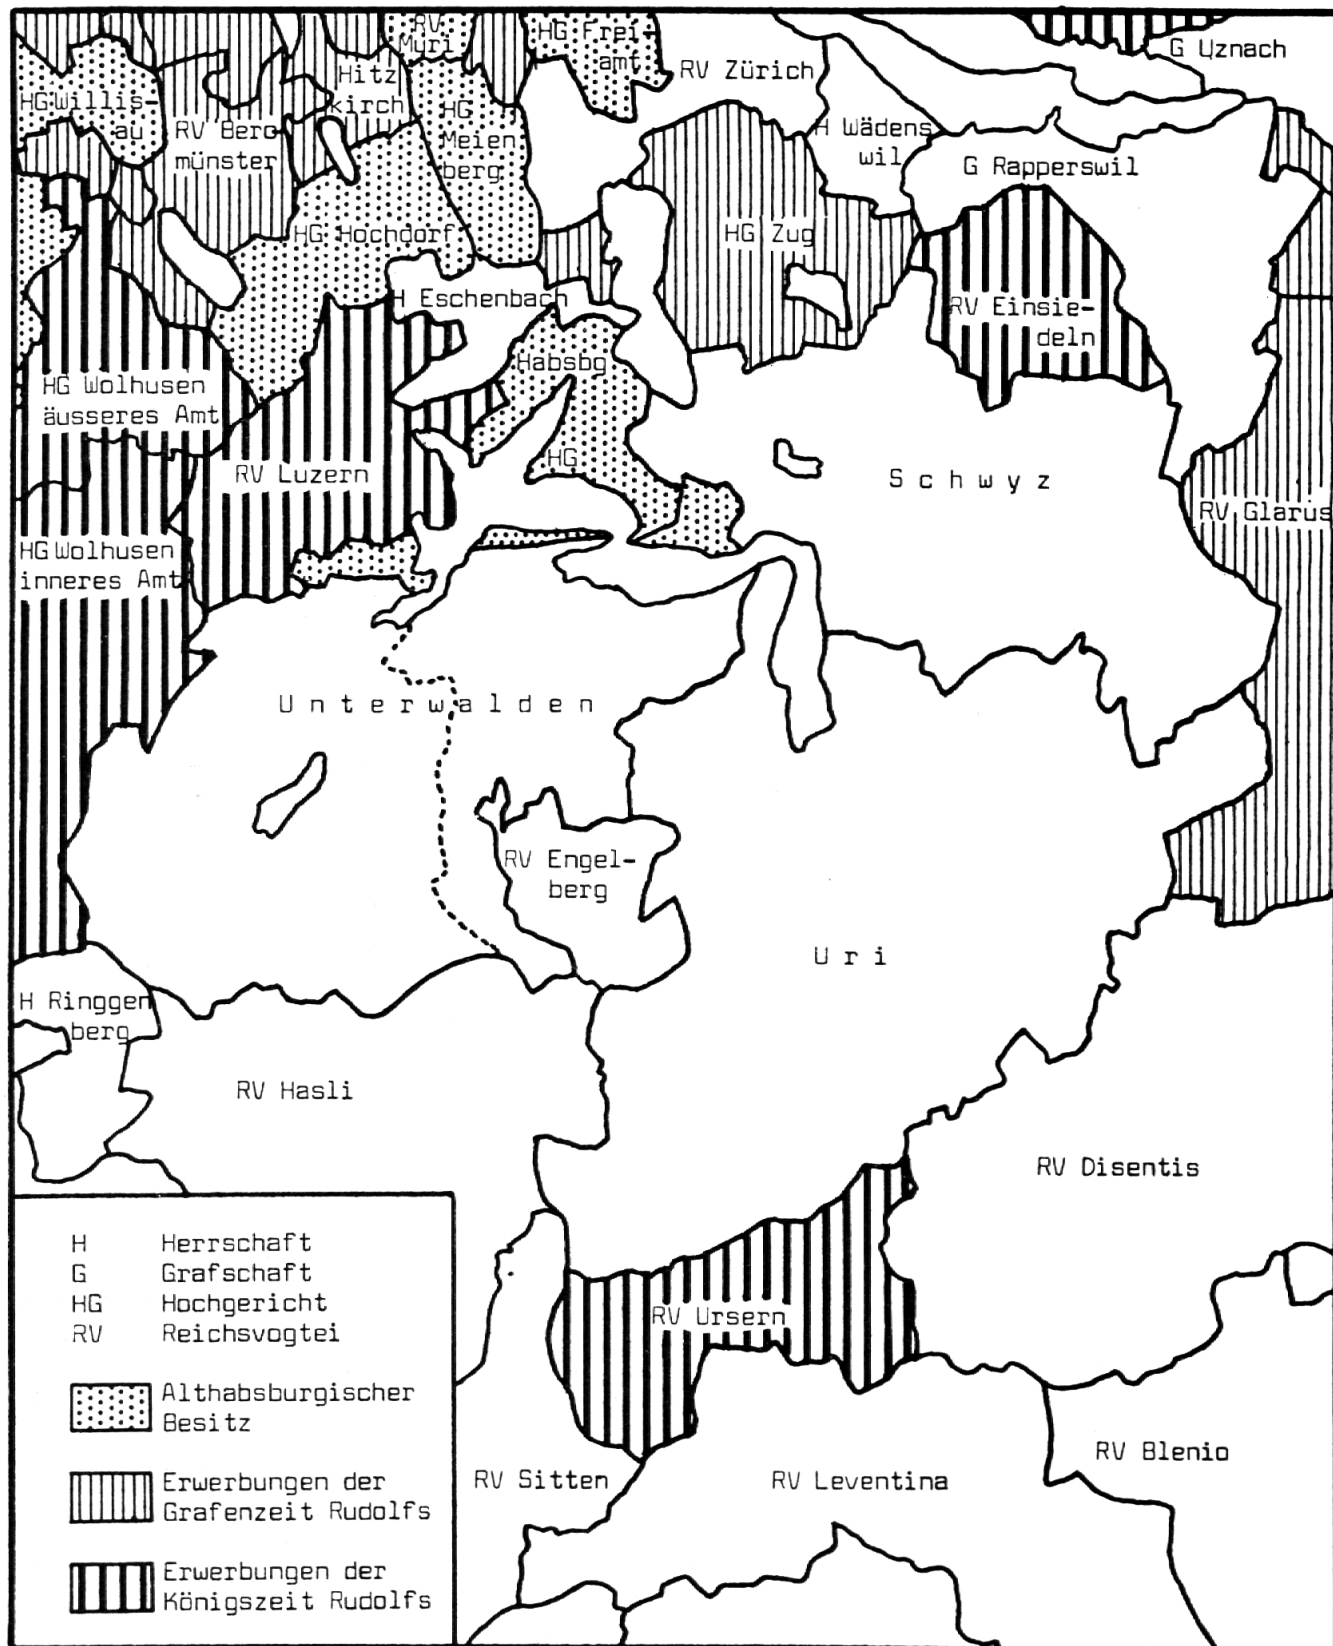 RV
Myri
HG Frei-
amt
G Uznach
RV Zürich
Hitz
kirch
HG Willis-
au
RV Bero
münster
HG
Meien
berg
H Wädens
wil
G Rapperswil
HG Hochdorf
HG Zug
H Eschenbach
RV Einsie-
deln
Habsbg
HG
HG Wolhusen
äusseres Amt
RV Luzern
Schwyz
RV Glarus
HG Wolhusen
inneres Amt
Unterwalden
RV Engel-
berg
Uri
H Ringgen
berg
RV Hasli
RV Disentis
RV Ursern
RV Sitten
RV Leventina
RV Blenio
H Herrschaft
G Grafschaft
HG Hochgericht
RV Reichsvogtei
Althabsburgischer
Besitz
Erwerbungen der
Grafenzeit Rudolfs
Erwerbungen der
Königszeit Rudolfs